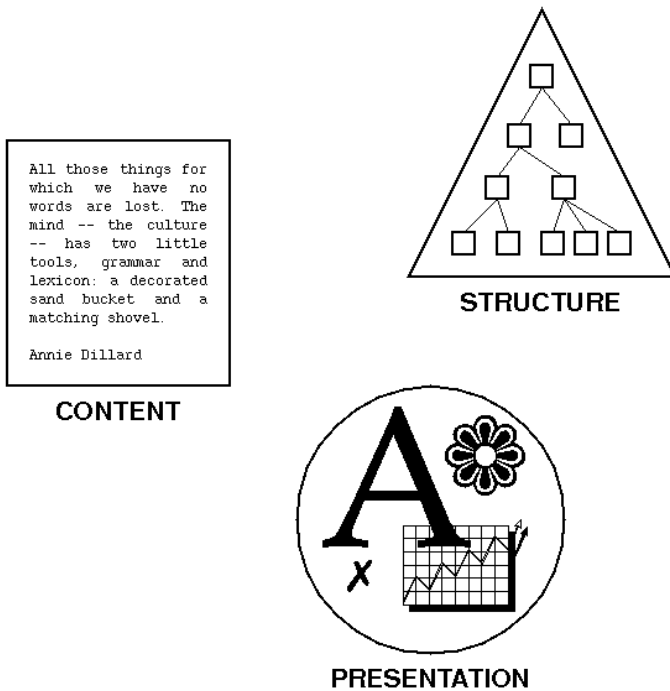 All those things for
which we have no
words are lost. The
mind -- the culture
-- has two little
tools, grammar and
lexicon: a decorated
sand bucket and a
matching shovel.
Annie Dillard
CONTENT
STRUCTURE
A
x
PRESENTATION